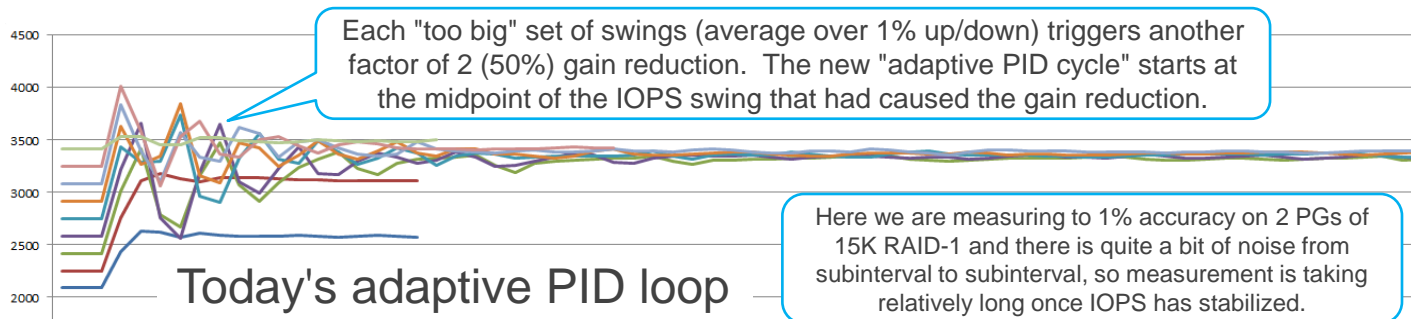 4500
Each "too big" set of swings (average over 1% up/down) triggers another
factor of 2 (50%) gain reduction. The new "adaptive PID cycle" starts at
the midpoint of the IOPS swing that had caused the gain reduction.
4000
3500
3000
2500
2000
Here we are measuring to 1% accuracy on 2 PGs of
15K RAID-1 and there is quite a bit of noise from
subinterval to subinterval, so measurement is taking
relatively long once IOPS has stabilized.
Today's adaptive PID loop